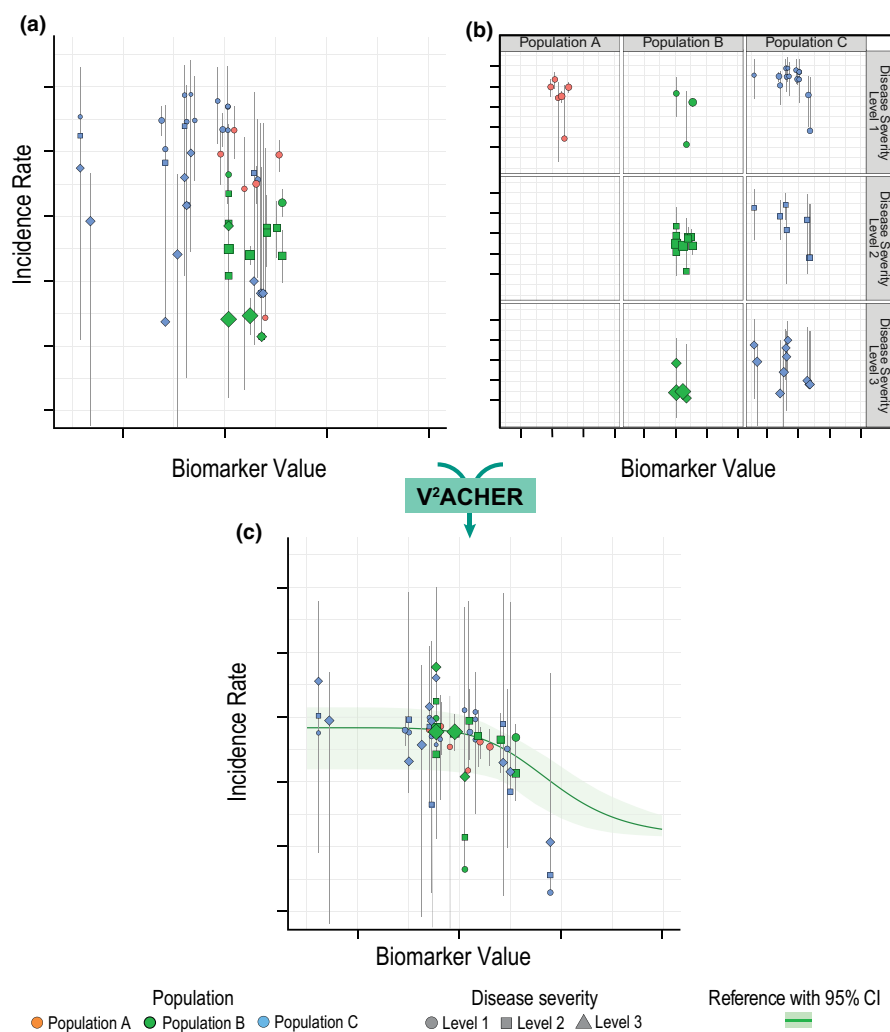 (a)
(b)
Population A
Population B
Population C
Disease Severity
Level 1
Disease Severity
Level 2
Disease Severity
Level 3
Incidence Rate
Biomarker Value
Biomarker Value
V²ACHER
(c)
Incidence Rate
Biomarker Value
Population
Disease severity
Reference with 95% CI
Population A
Population B
Population C
Level 1
Level 2
Level 3